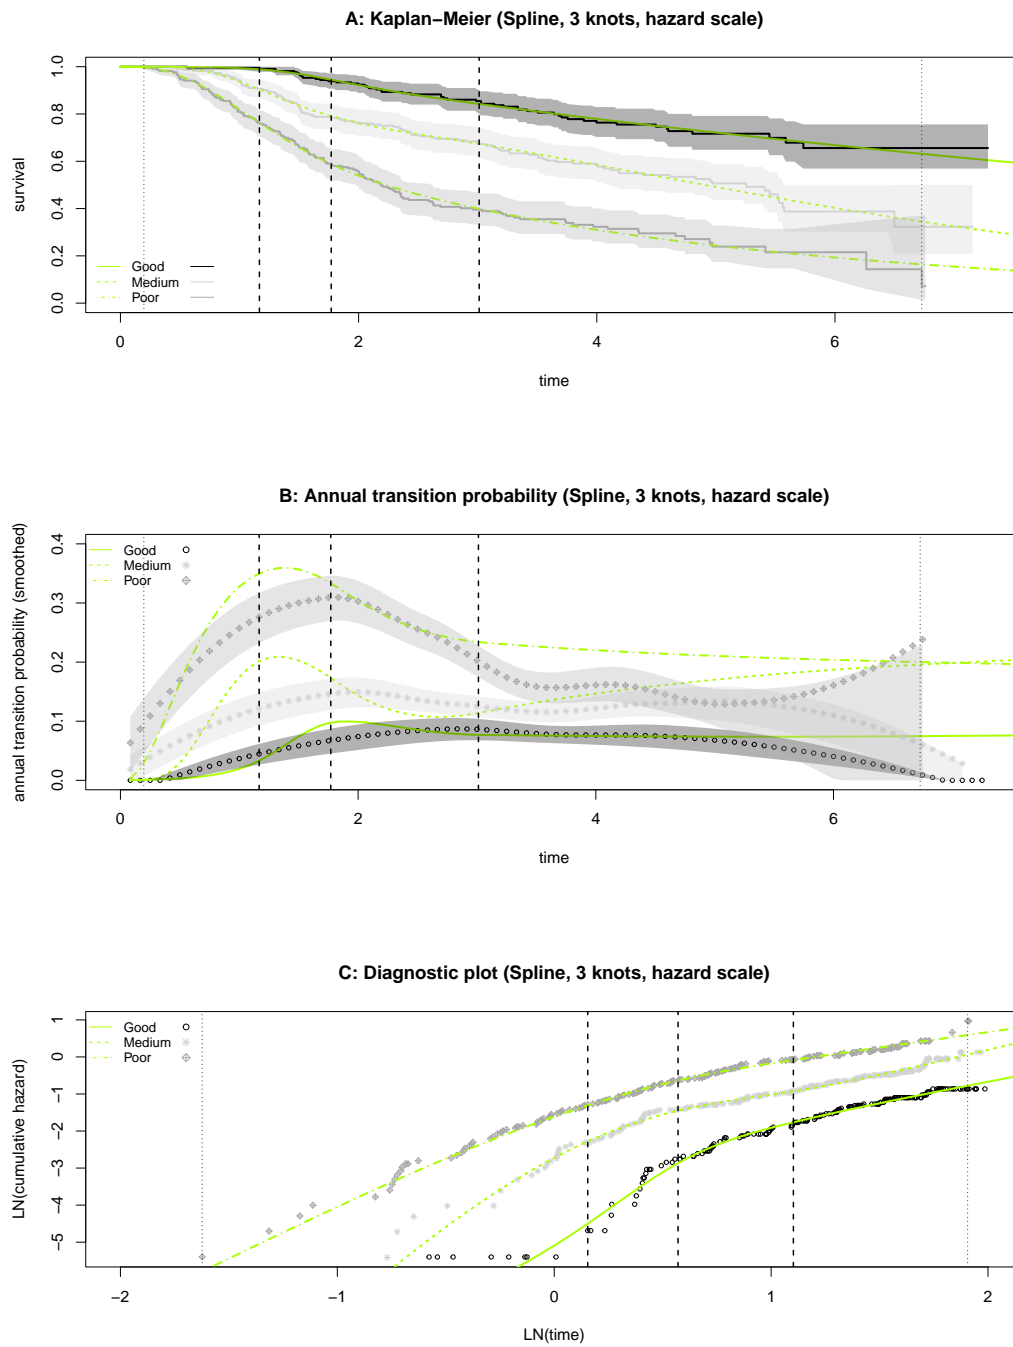 A: Kaplan−Meier (Spline, 3 knots, hazard scale)
survival
1.0
0.8
0.6
0.4
0.2
0.0
Good
Medium
Poor
0 2 4 6
time
B: Annual transition probability (Spline, 3 knots, hazard scale)
annual transition probability (smoothed)
0.4
0.3
0.2
0.1
0.0
Good
Medium
Poor
0 2 4 6
time
C: Diagnostic plot (Spline, 3 knots, hazard scale)
LN(cumulative hazard)
1
0
−1
−2
−3
−4
−5
Good
Medium
Poor
−2 −1 0 1 2
LN(time)